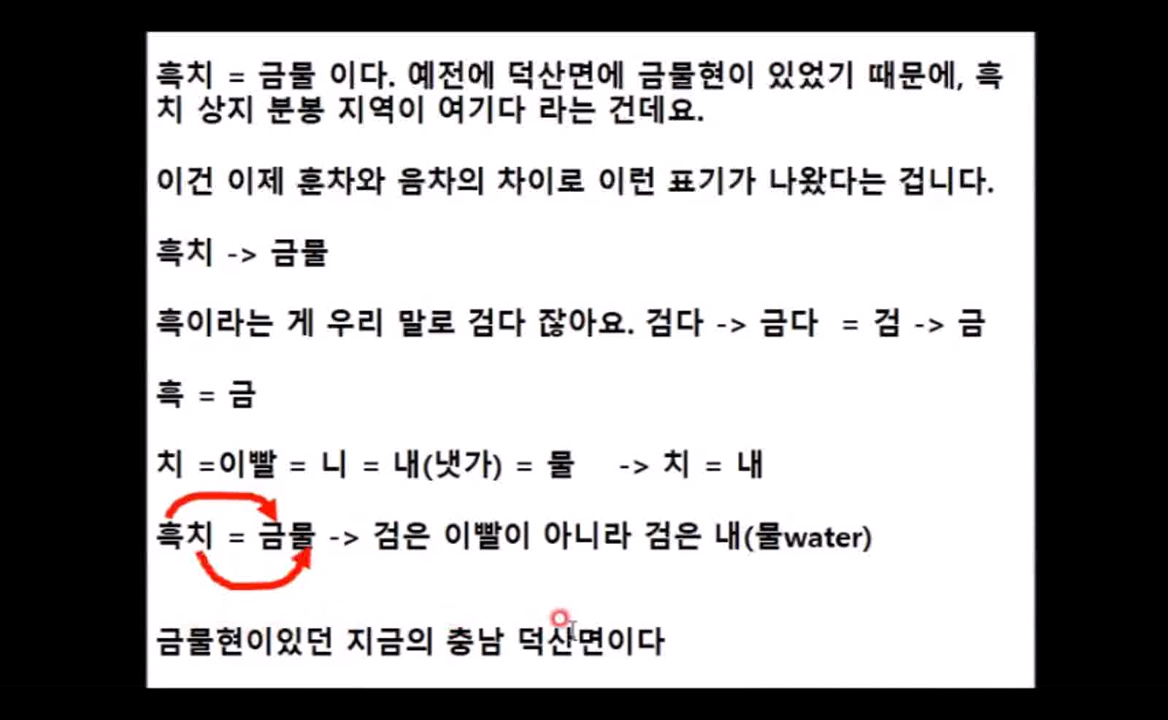 흑치 = 금물 이다. 예전에 덕산면에 금물현이 있었기 때문에, 흑
치 상지 분봉 지역이 여기다 라는 건데요.
이건 이제 훈차와 음차의 차이로 이런 표기가 나왔다는 겁니다.
흑치 -> 금물
흑이라는 게 우리 말로 검다 잖아요. 검다 -> 금다 = 검 -> 금
흑 = 금
치 =이빨 = 니 = 내(냇가) = 물 -> 치 = 내
흑치 = 금물 -> 검은 이빨이 아니라 검은 내(물water)
금물현이있던 지금의 충남 덕산면이다